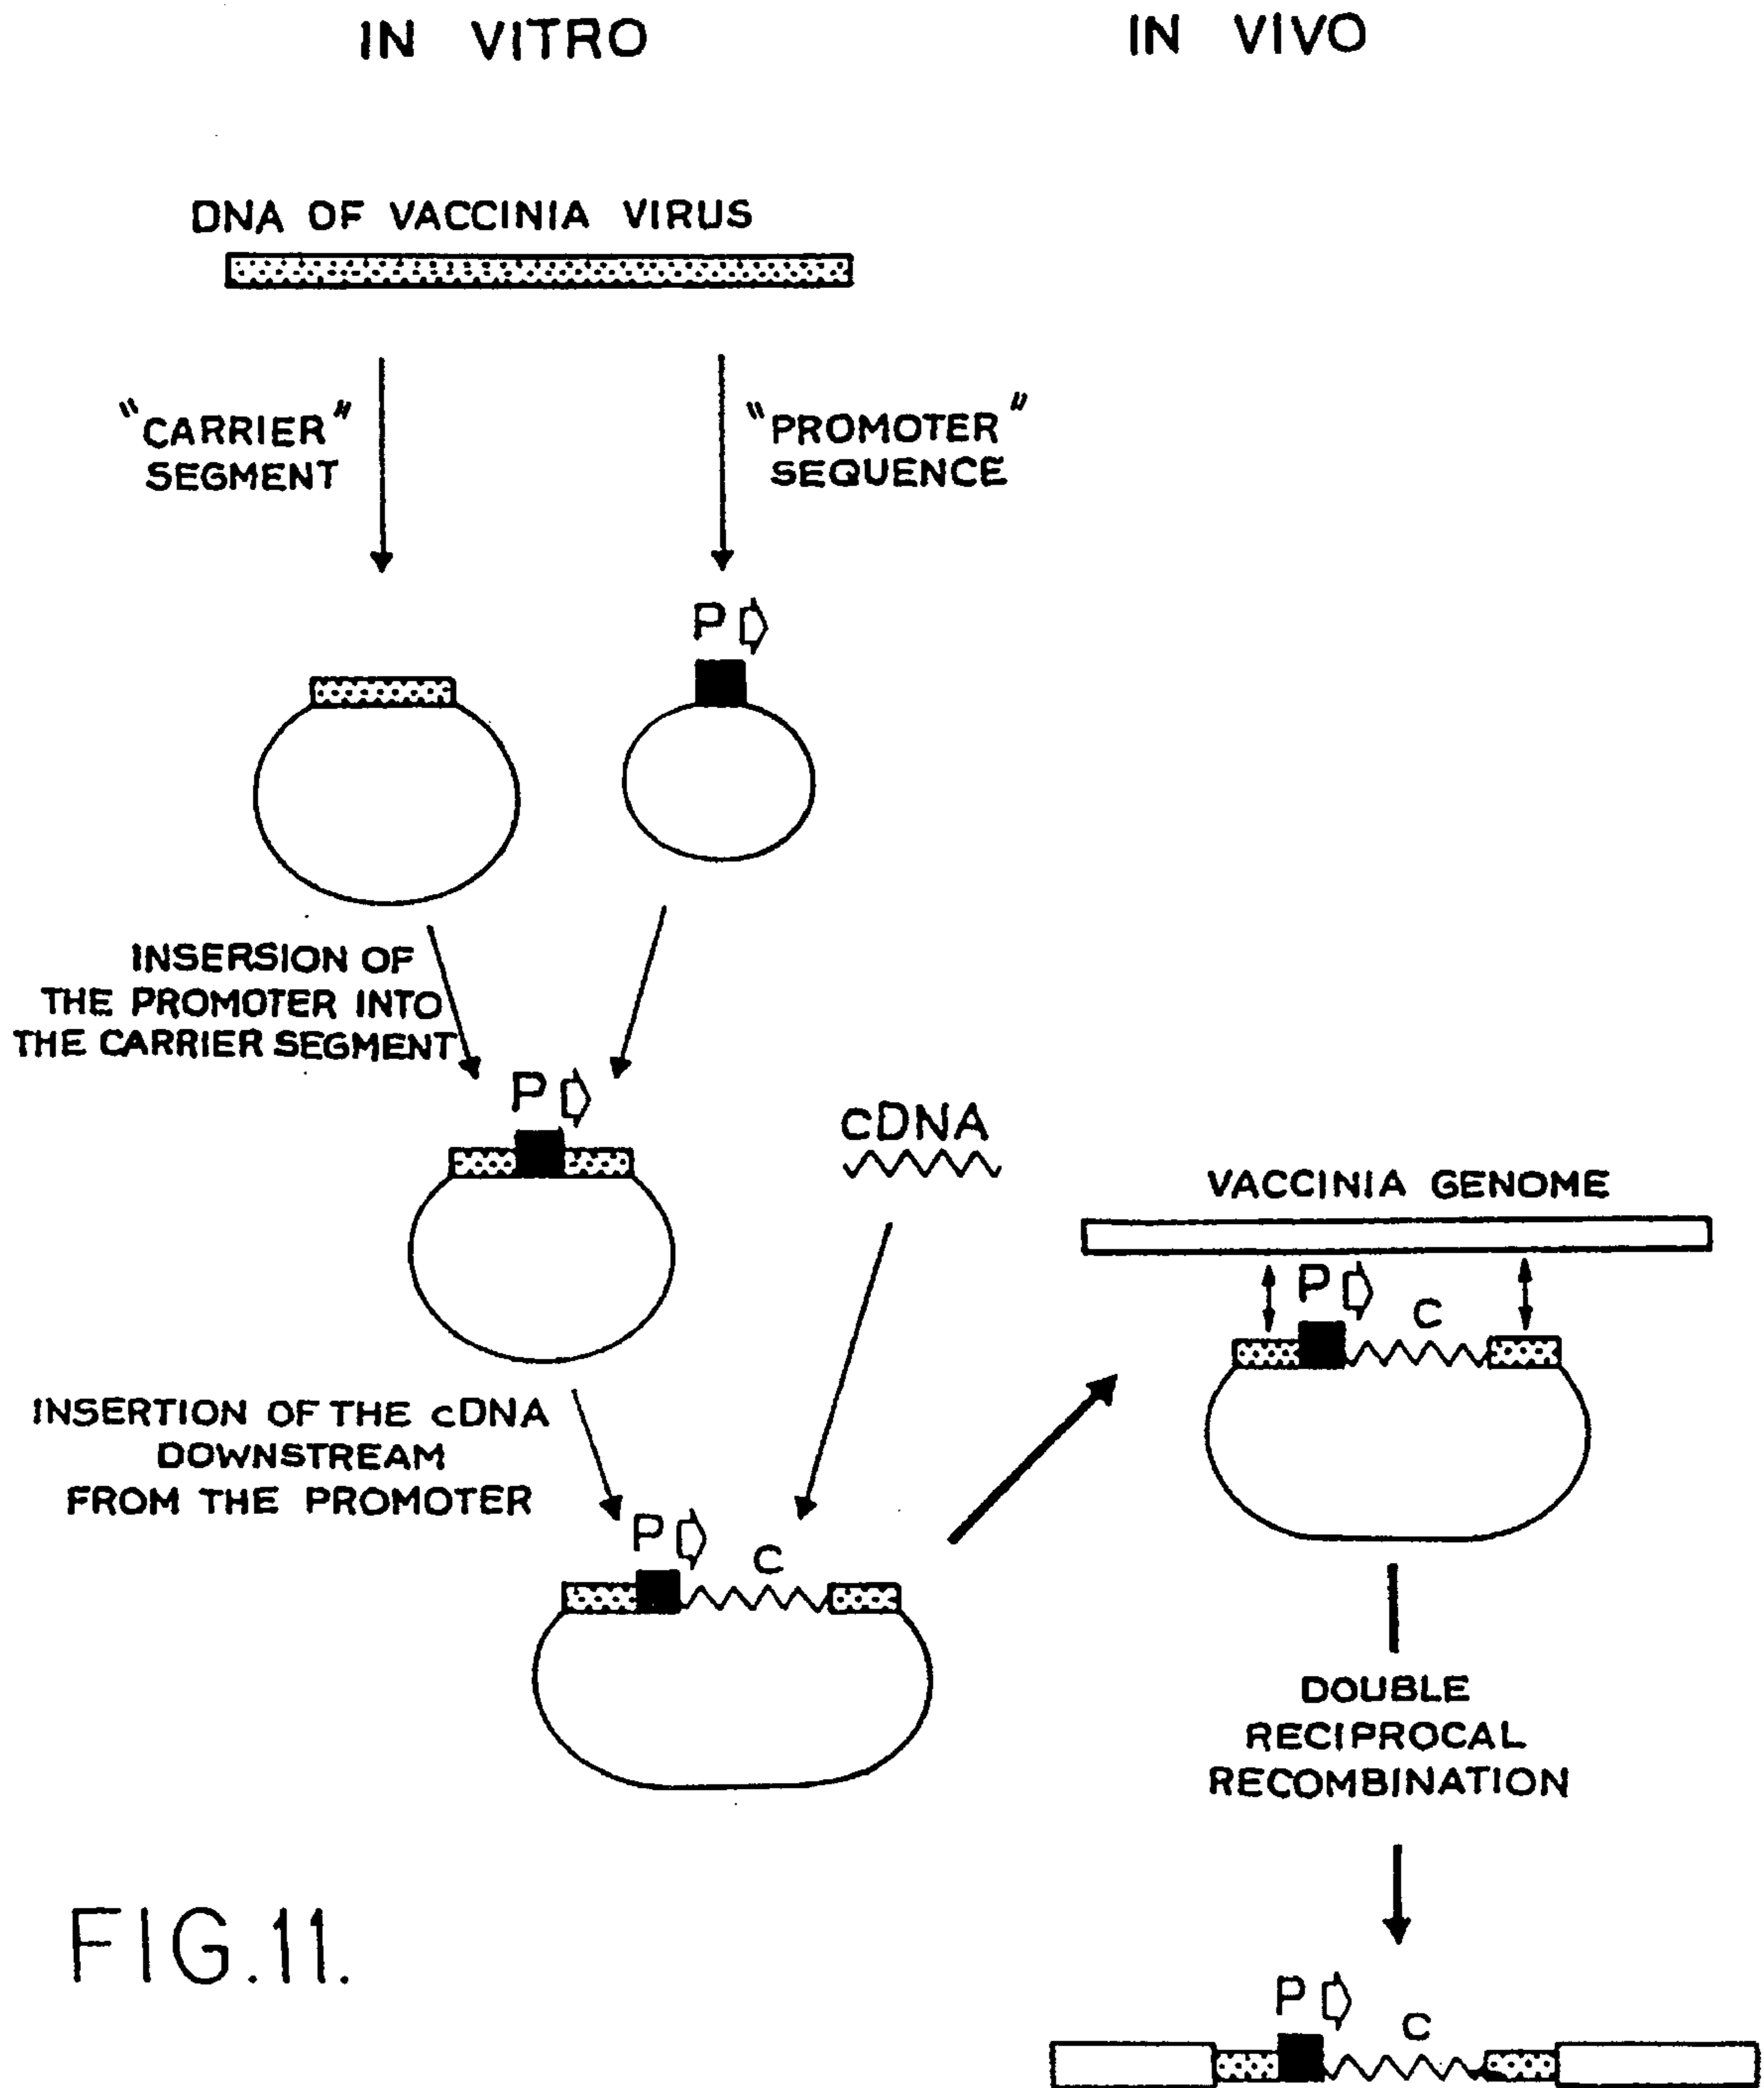 IN VITRO
IN VIVO
DNA OF VACCINIA VIRUS
"CARRIER"
SEGMENT
"PROMOTER"
SEQUENCE
P
INSERSION OF
THE PROMOTER INTO
THE CARRIER SEGMENT
P
cDNA
VACCINIA GENOME
P
C
INSERTION OF THE cDNA
DOWNSTREAM
FROM THE PROMOTER
P
C
DOUBLE
RECIPROCAL
RECOMBINATION
FIG.11.
P
C